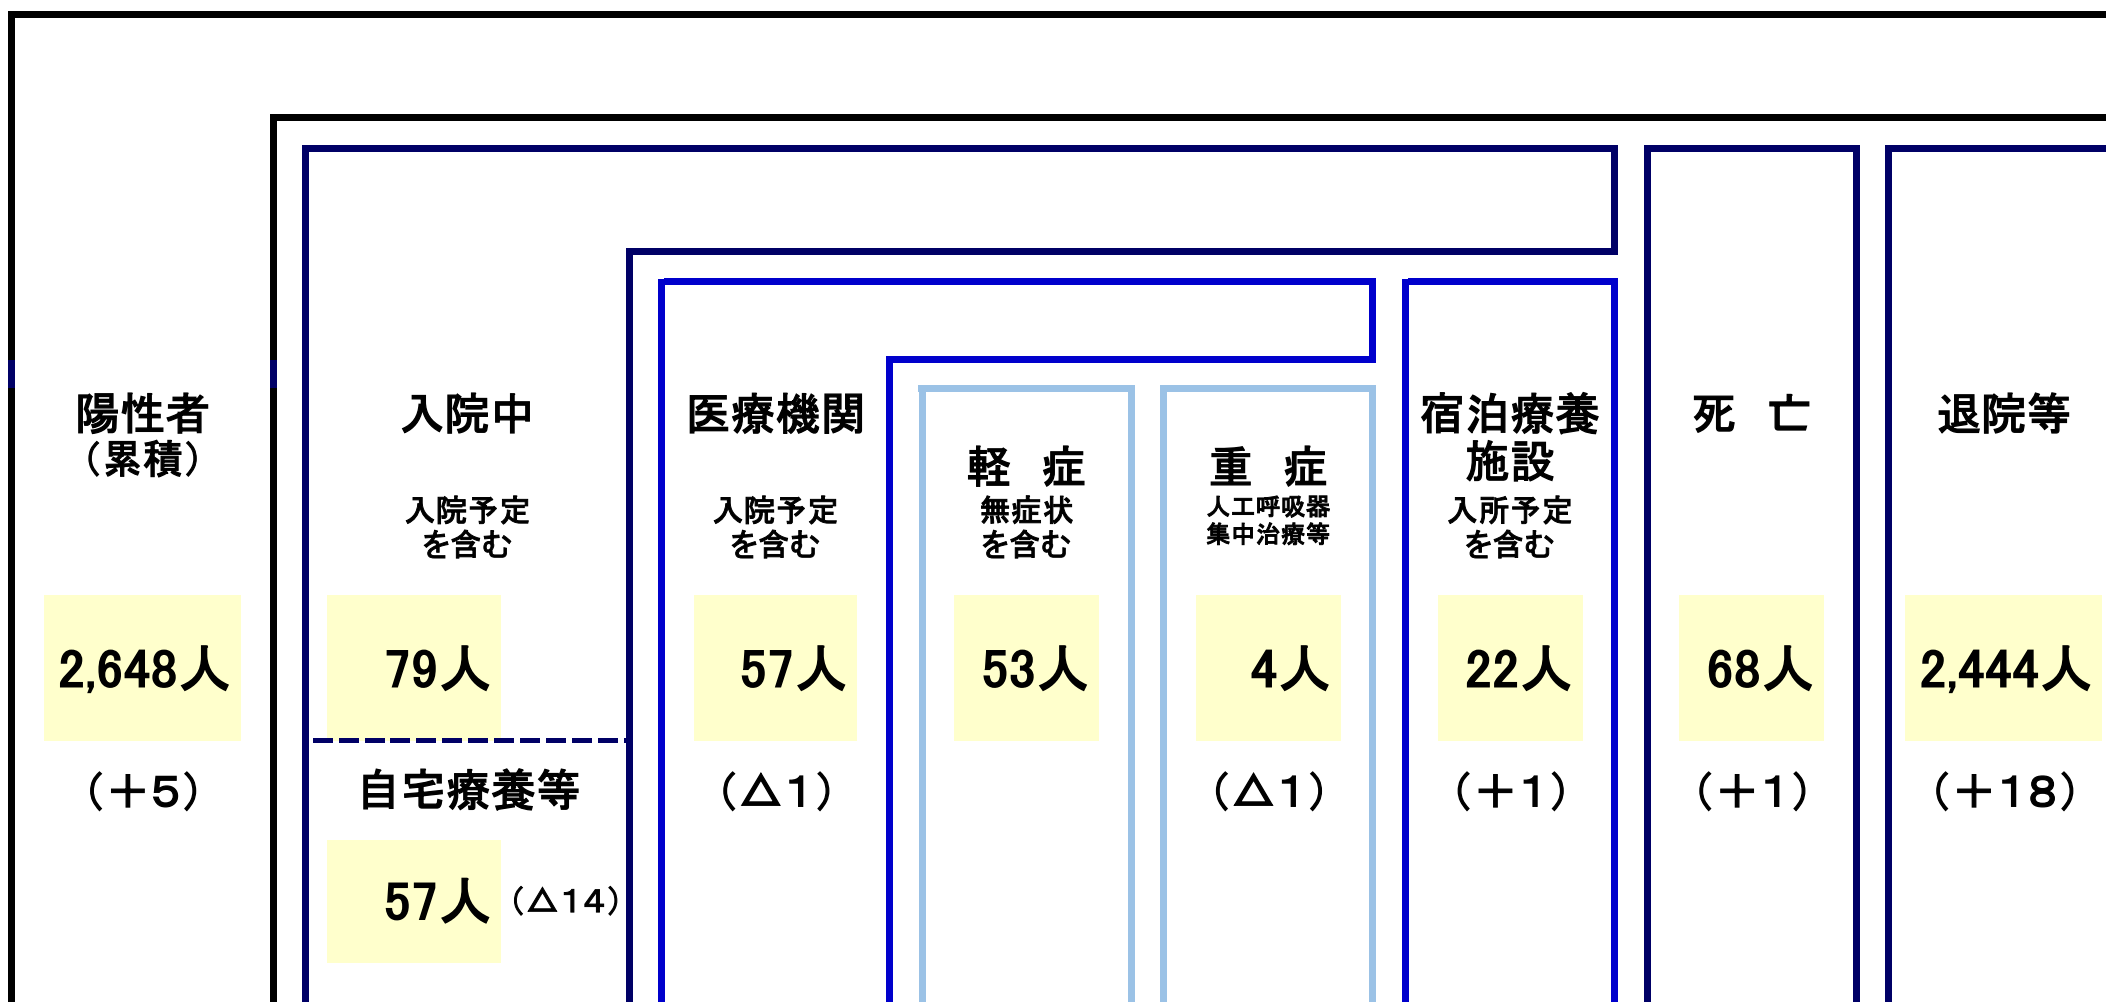 陽性者
（累積）
2,648人
（＋5）
入院中
入院予定
を含む
79人
自宅療養等
57人 （△14）
医療機関
入院予定
を含む
57人
（△1）
軽 症
無症状
を含む
53人
重 症
人工呼吸器
集中治療等
4人
（△1）
宿泊療養
施設
入所予定
を含む
22人
（＋1）
死 亡
68人
（＋1）
退院等
2,444人
（＋18）